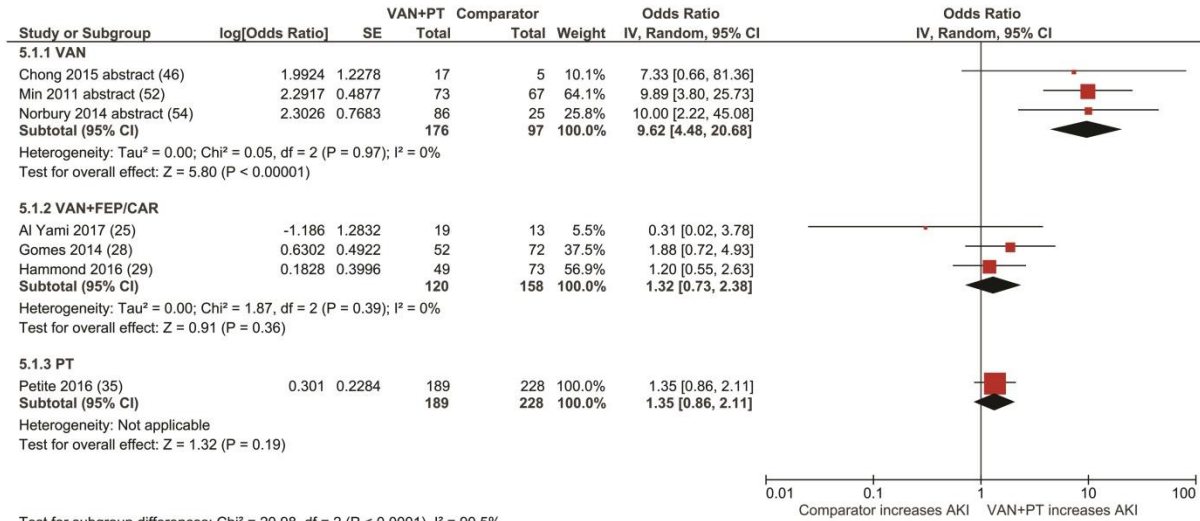 VAN+PT Comparator Odds Ratio Odds Ratio
Study or Subgroup log[Odds Ratio] SE Total Total Weight IV, Random, 95% CI IV, Random, 95% CI
5.1.1 VAN
Chong 2015 abstract (46) 1.9924 1.2278 17 5 10.1% 7.33 [0.66, 81.36]
Min 2011 abstract (52) 2.2917 0.4877 73 67 64.1% 9.89 [3.80, 25.73]
Norbury 2014 abstract (54) 2.3026 0.7683 86 25 25.8% 10.00 [2.22, 45.08]
Subtotal (95% CI) 176 97 100.0% 9.62 [4.48, 20.68]
Heterogeneity: Tau² = 0.00; Chi² = 0.05, df = 2 (P = 0.97); I² = 0%
Test for overall effect: Z = 5.80 (P < 0.00001)
5.1.2 VAN+FEP/CAR
Al Yami 2017 (25) -1.186 1.2832 19 13 5.5% 0.31 [0.02, 3.78]
Gomes 2014 (28) 0.6302 0.4922 52 72 37.5% 1.88 [0.72, 4.93]
Hammond 2016 (29) 0.1828 0.3996 49 73 56.9% 1.20 [0.55, 2.63]
Subtotal (95% CI) 120 158 100.0% 1.32 [0.73, 2.38]
Heterogeneity: Tau² = 0.00; Chi² = 1.87, df = 2 (P = 0.39); I² = 0%
Test for overall effect: Z = 0.91 (P = 0.36)
5.1.3 PT
Petite 2016 (35) 0.301 0.2284 189 228 100.0% 1.35 [0.86, 2.11]
Subtotal (95% CI) 189 228 100.0% 1.35 [0.86, 2.11]
Heterogeneity: Not applicable
Test for overall effect: Z = 1.32 (P = 0.19)
0.01 0.1 1 10 100
Comparator increases AKI VAN+PT increases AKI
Test for subgroup differences: Chi² =